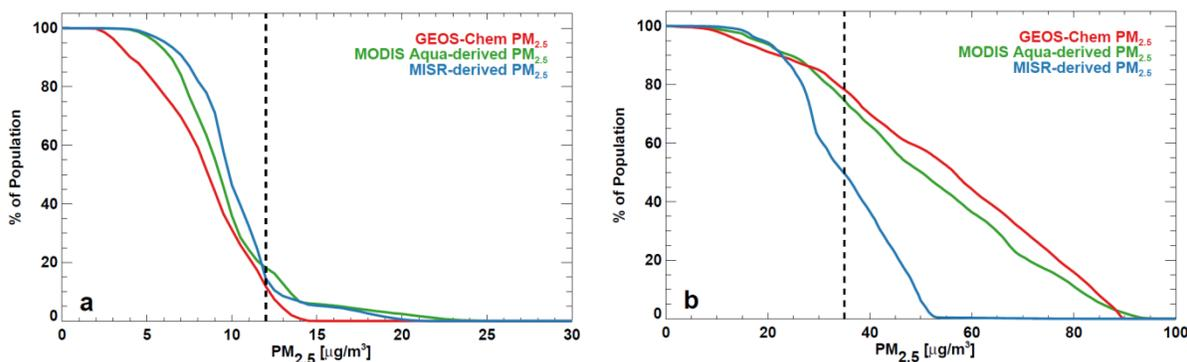 100
80
60
40
20
0
% of Population
GEOS-Chem PM2.5
MODIS Aqua-derived PM2.5
MISR-derived PM2.5
a
0 5 10 15 20 25 30
PM2.5 [μg/m³]
100
80
60
40
20
0
% of Population
GEOS-Chem PM2.5
MODIS Aqua-derived PM2.5
MISR-derived PM2.5
b
0 20 40 60 80 100
PM2.5 [μg/m³]